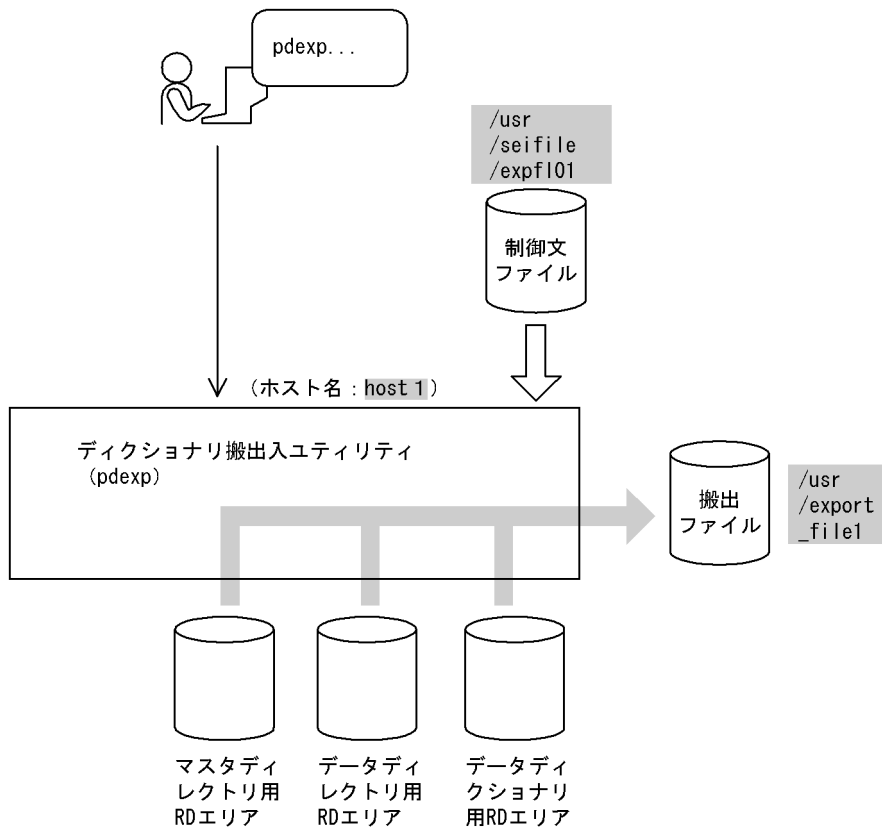 pdexp...
/usr
/seifile
/expfl01
制御文
ファイル
(ホスト名:host1)
ディクショナリ搬出入ユティリティ
(pdexp)
搬出
ファイル
/usr
/export
_file1
マスタディ
レクトリ用
RDエリア
データディ
レクトリ用
RDエリア
データディ
クショナリ
用RDエリア